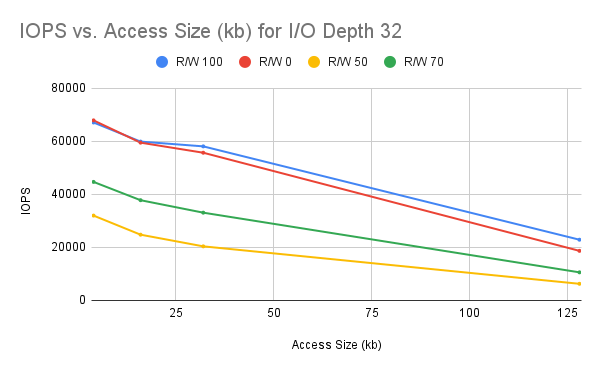 IOPS vs. Access Size (kb) for I/O Depth 32
R/W 100 R/W 0 R/W 50 R/W 70
80000
60000
40000
20000
0
IOPS
25 50 75 100 125
Access Size (kb)